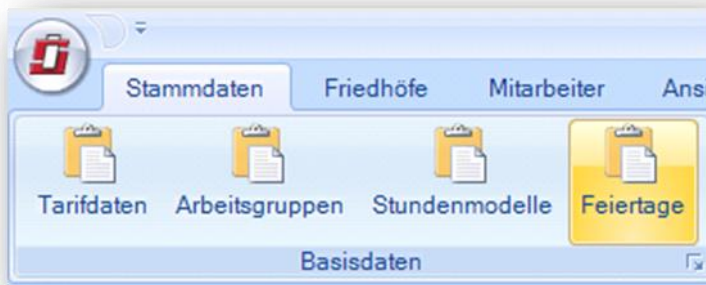 Stammdaten Friedhöfe Mitarbeiter
Tarifdaten Arbeitsgruppen Stundenmodelle Feiertage
Basisdaten